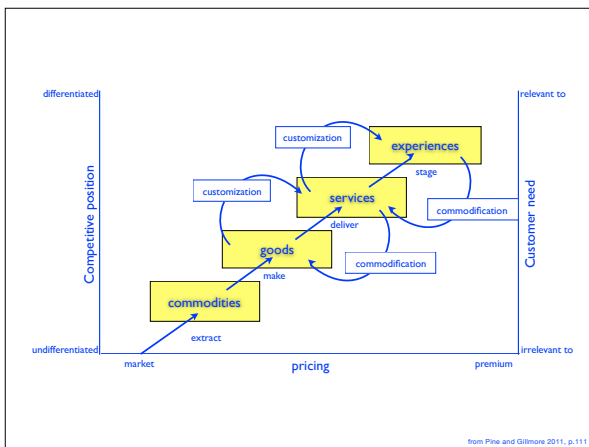 differentiated
relevant to
customization
experiences
stage
customization
services
commodification
deliver
Competitive position
Customer need
goods
commodification
make
commodities
extract
undifferentiated
irrelevant to
market
pricing
premium
from Pine and Gillmore 2011, p.111